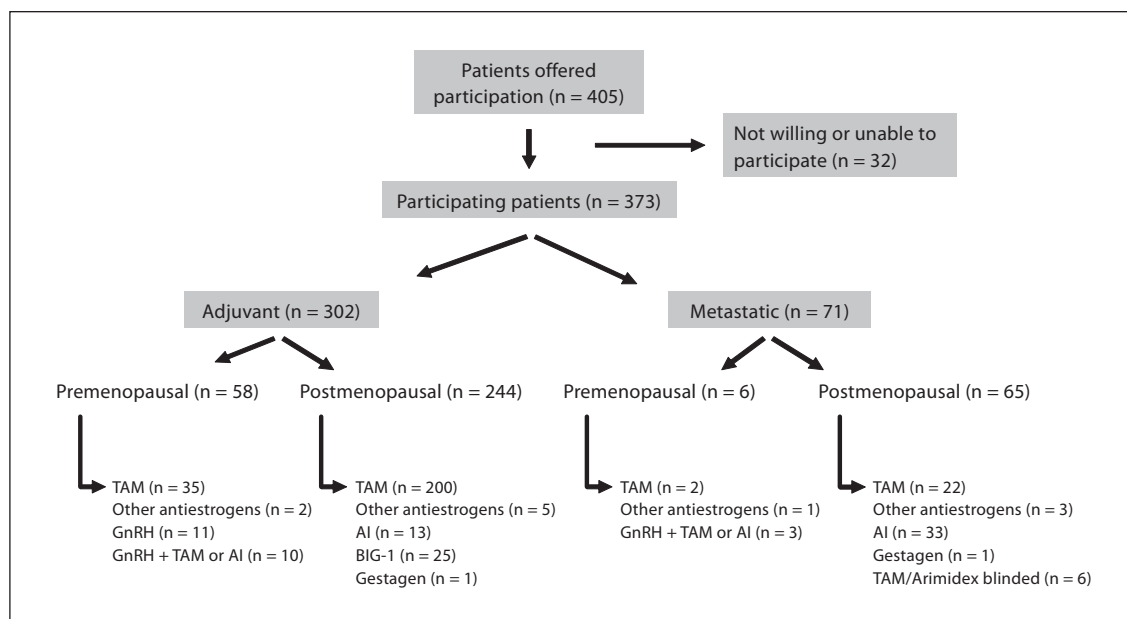 Patients offered
participation (n = 405)
Not willing or unable to
participate (n = 32)
Participating patients (n = 373)
Adjuvant (n = 302)
Metastatic (n = 71)
Premenopausal (n = 58)
Postmenopausal (n = 244)
Premenopausal (n = 6)
Postmenopausal (n = 65)
TAM (n = 35)
Other antiestrogens (n = 2)
GnRH (n = 11)
GnRH + TAM or AI (n = 10)
TAM (n = 200)
Other antiestrogens (n = 5)
AI (n = 13)
BIG-1 (n = 25)
Gestagen (n = 1)
TAM (n = 2)
Other antiestrogens (n = 1)
GnRH + TAM or AI (n = 3)
TAM (n = 22)
Other antiestrogens (n = 3)
AI (n = 33)
Gestagen (n = 1)
TAM/Arimidex blinded (n = 6)